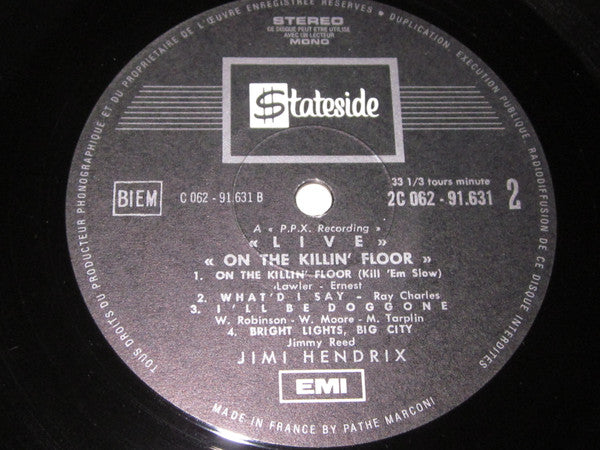 TOUS DROITS DU PRODUCTEUR PHONOGRAPHIQUE ET DU PROPRIETAIRE DE L'ŒUVRE ENREGISTRÉE RESERVES • DUPLICATION EXECUTION PUBLIQUE RADIODIFFUSION DE CE DISQUE INTERDITES
STEREO
CE DISQUE PEUT ETRE UTILISE
AVEC UN LECTEUR
MONO
$tateside
33 1/3 tours minute
BIEM
C 062 - 91.631 B
2C 062 - 91.631 2
A « P.P.X. Recording »
« LIVE »
« ON THE KILLIN' FLOOR »
1. ON THE KILLIN' FLOOR (Kill 'Em Slow)
Lawler - Ernest
2. WHAT'D I SAY - Ray Charles
3. I'LL BE DOGGONE
W. Robinson - W. Moore - M. Tarplin
4. BRIGHT LIGHTS, BIG CITY
Jimmy Reed
JIMI HENDRIX
EMI
MADE IN FRANCE BY PATHE MARCONI